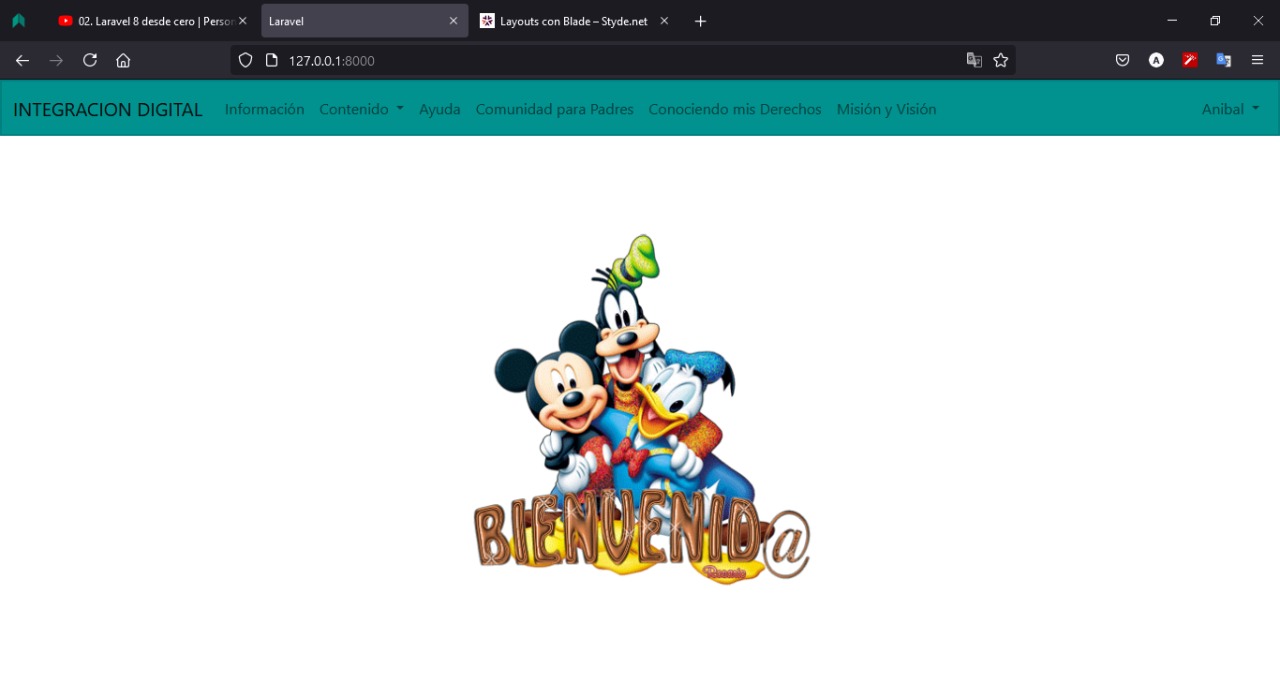 02. Laravel 8 desde cero | Person
Laravel
Layouts con Blade – Styde.net
127.0.0.1:8000
A
INTEGRACION DIGITAL
Información
Contenido
Ayuda
Comunidad para Padres
Conociendo mis Derechos
Misión y Visión
Anibal
BIENVENID@